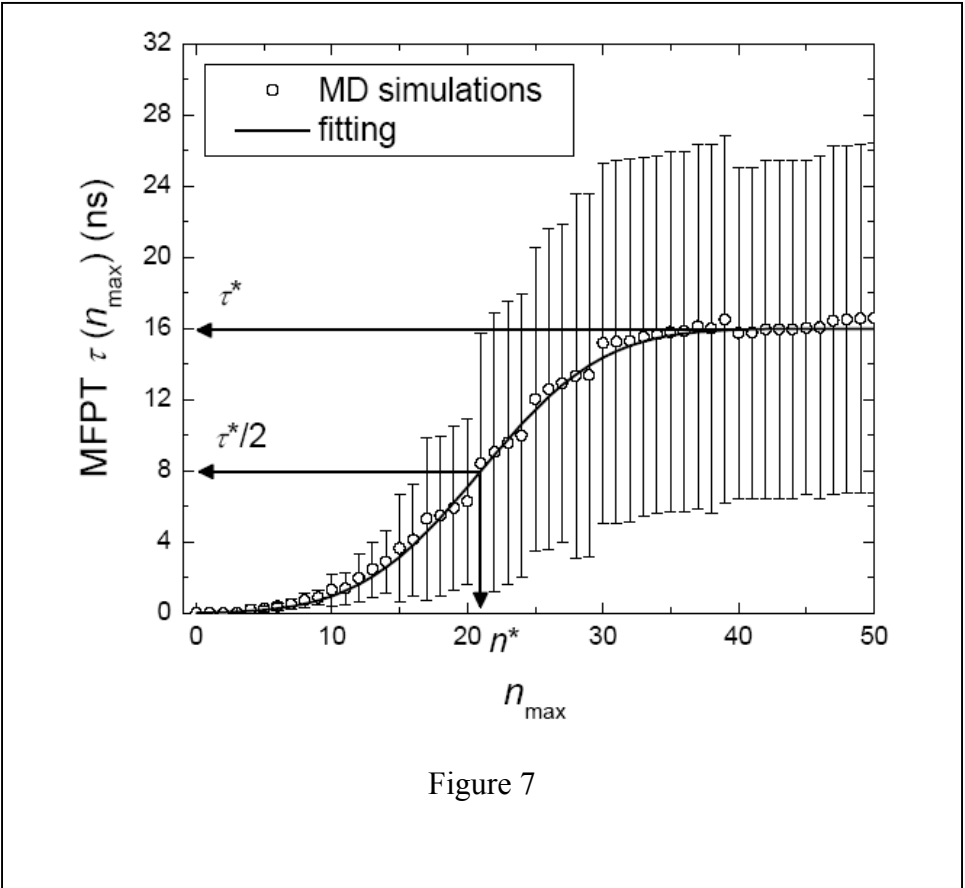 32
28
24
20
16
12
8
4
0
MFPT τ (n_max) (ns)
MD simulations
fitting
τ*
τ*/2
0 10 20 n* 30 40 50
n_max
Figure 7